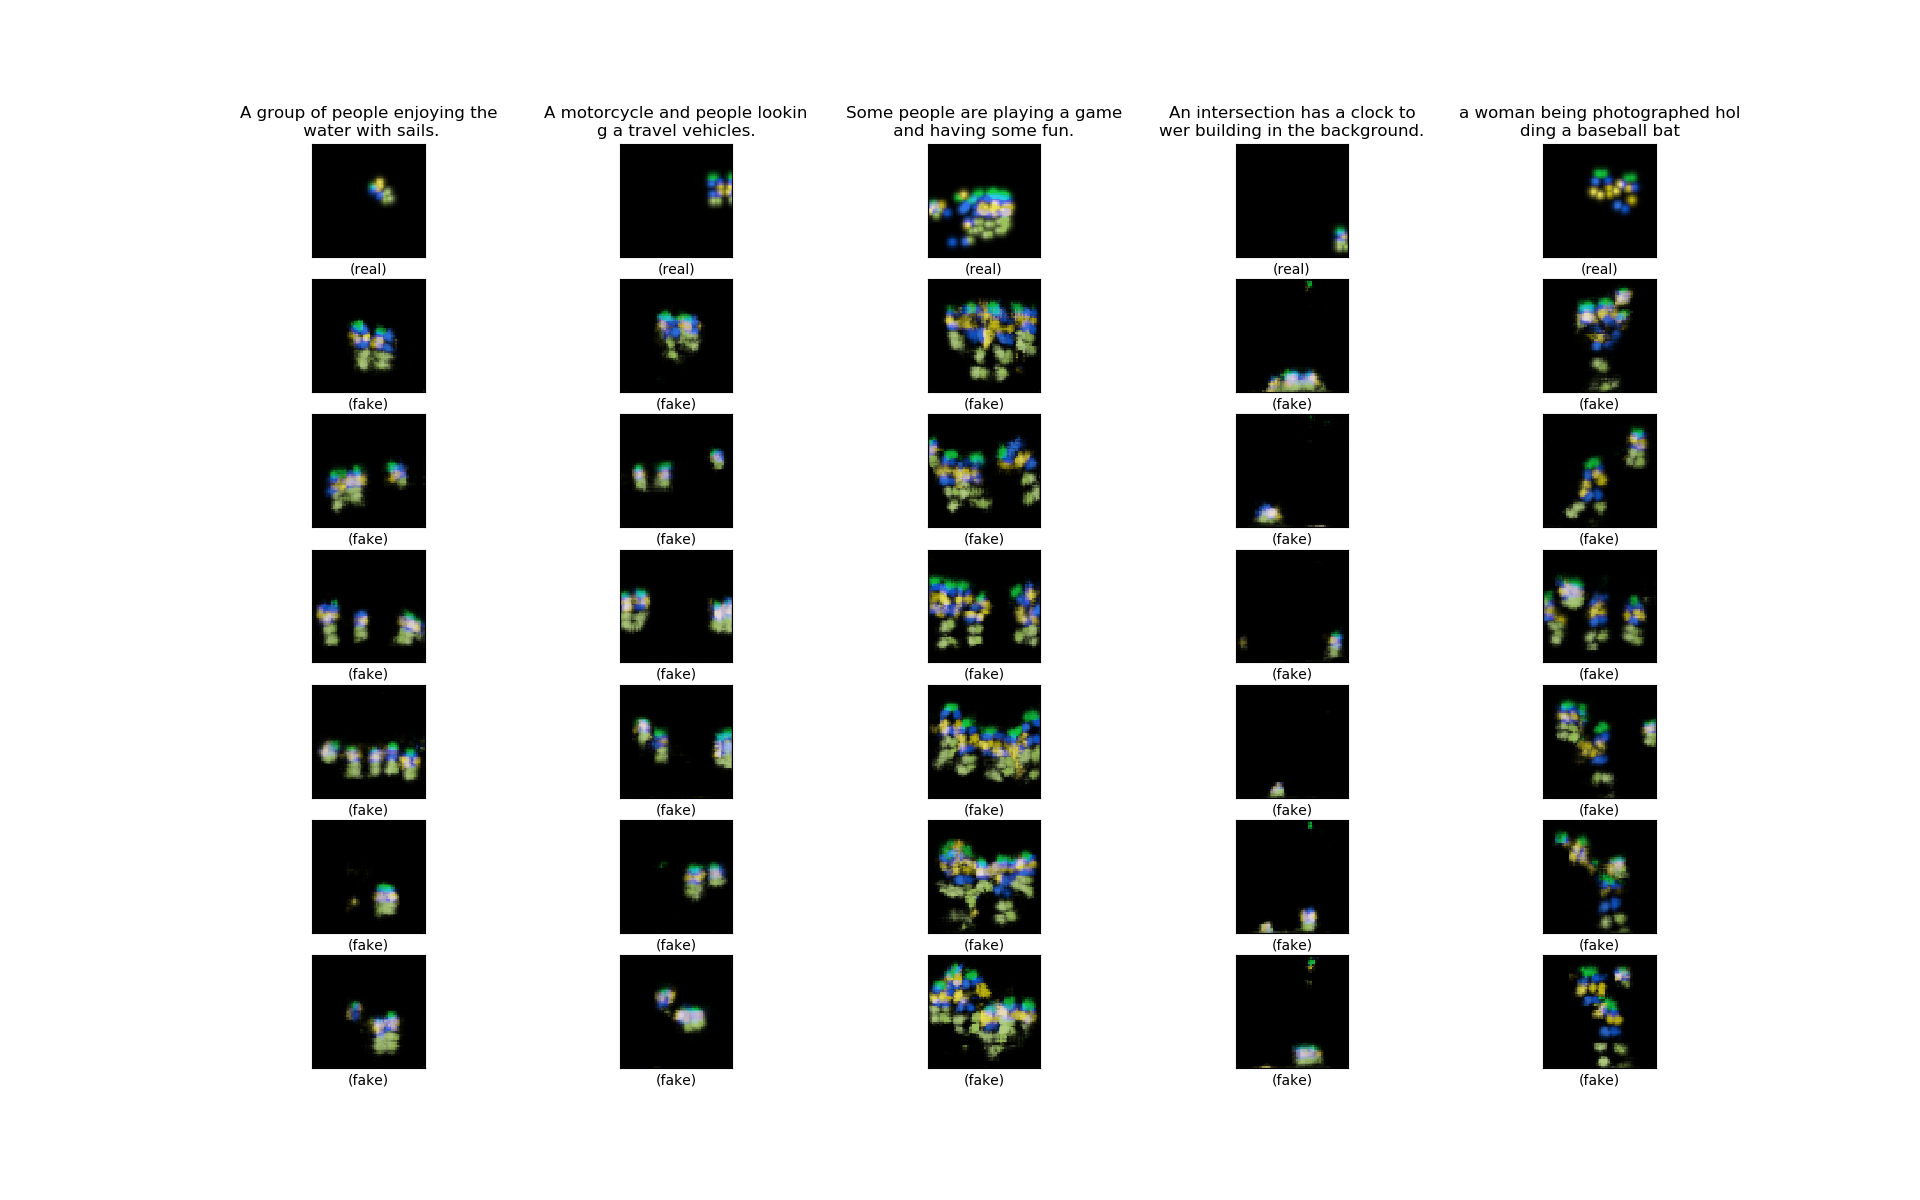 A group of people enjoying the
water with sails.
A motorcycle and people lookin
g a travel vehicles.
Some people are playing a game
and having some fun.
An intersection has a clock to
wer building in the background.
a woman being photographed hol
ding a baseball bat
(real) (real) (real) (real) (real)
(fake) (fake) (fake) (fake) (fake)
(fake) (fake) (fake) (fake) (fake)
(fake) (fake) (fake) (fake) (fake)
(fake) (fake) (fake) (fake) (fake)
(fake) (fake) (fake) (fake) (fake)
(fake) (fake) (fake) (fake) (fake)